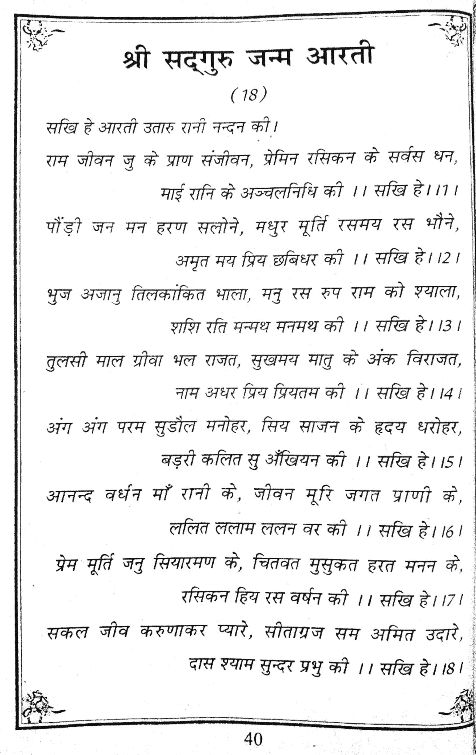 श्री सद्गुरु जन्म आरती
(18)
सखि हे आरती उतारु रानी नन्दन की।
राम जीवन जु के प्राण संजीवन, प्रेमिन रसिकन के सर्वस धन,
माई रानि के अञ्चलनिधि की ।। सखि हे।।1।
पौंड़ी जन मन हरण सलोने, मधुर मूर्ति रसमय रस भौने,
अमृत मय प्रिय छबिधर की ।। सखि हे।।2।
भुज अजानु तिलकांकित भाला, मनु रस रुप राम को श्याला,
शशि रति मन्मथ मनमथ की ।। सखि हे।।3।
तुलसी माल ग्रीवा भल राजत, सुखमय मातु के अंक विराजत,
नाम अधर प्रिय प्रियतम की ।। सखि हे।।4।
अंग अंग परम सुडौल मनोहर, सिय साजन के हृदय धरोहर,
बड़री कलित सु अँखियन की ।। सखि हे।।5।
आनन्द वर्धन माँ रानी के, जीवन मूरि जगत प्राणी के,
ललित ललाम ललन वर की ।। सखि हे।।6।
प्रेम मूर्ति जनु सियारमण के, चितवत मुसुकत हरत मनन के,
रसिकन हिय रस वर्षन की ।। सखि हे।।7।
सकल जीव करुणाकर प्यारे, सीताग्रज सम अमित उदारे,
दास श्याम सुन्दर प्रभु की ।। सखि हे।।8।
40